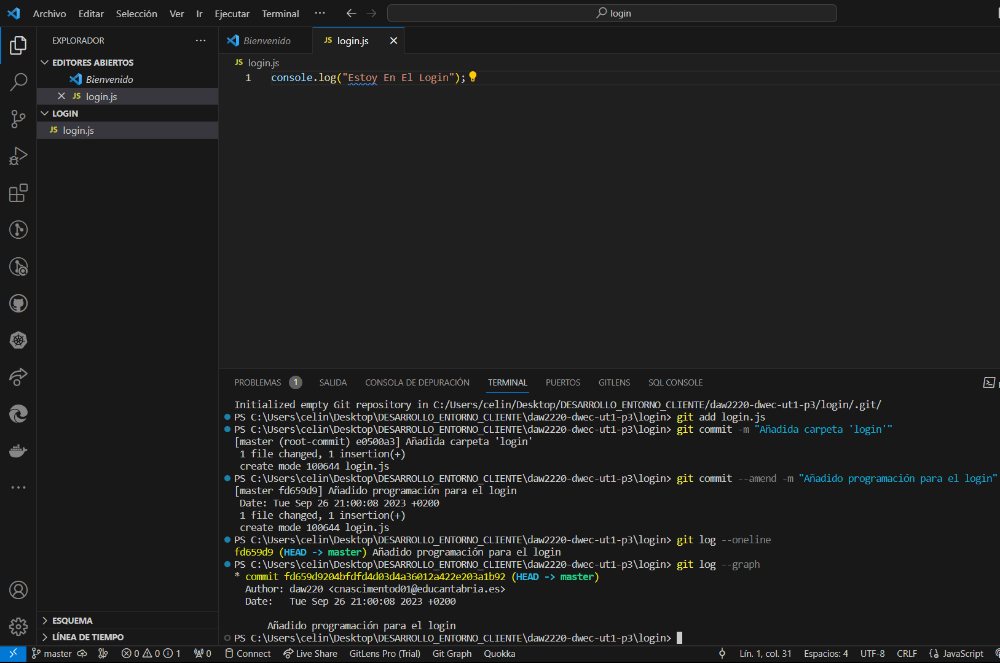 Archivo Editar Selección Ver Ir Ejecutar Terminal ··· login
EXPLORADOR ···
EDITORES ABIERTOS
Bienvenido
JS login.js
LOGIN
JS login.js
ESQUEMA
LÍNEA DE TIEMPO
Bienvenido JS login.js
JS login.js
1 console.log("Estoy En El Login");
PROBLEMAS 1 SALIDA CONSOLA DE DEPURACIÓN TERMINAL PUERTOS GITLENS SQL CONSOLE
Initialized empty Git repository in C:/Users/celin/Desktop/DESARROLLO_ENTORNO_CLIENTE/daw2220-dwec-ut1-p3/login/.git/
PS C:\Users\celin\Desktop\DESARROLLO_ENTORNO_CLIENTE\daw2220-dwec-ut1-p3\login> git add login.js
PS C:\Users\celin\Desktop\DESARROLLO_ENTORNO_CLIENTE\daw2220-dwec-ut1-p3\login> git commit -m "Añadida carpeta 'login'"
[master (root-commit) e0500a3] Añadida carpeta 'login'
1 file changed, 1 insertion(+)
create mode 100644 login.js
PS C:\Users\celin\Desktop\DESARROLLO_ENTORNO_CLIENTE\daw2220-dwec-ut1-p3\login> git commit --amend -m "Añadido programación para el login"
[master fd659d9] Añadido programación para el login
Date: Tue Sep 26 21:00:08 2023 +0200
1 file changed, 1 insertion(+)
create mode 100644 login.js
PS C:\Users\celin\Desktop\DESARROLLO_ENTORNO_CLIENTE\daw2220-dwec-ut1-p3\login> git log --oneline
fd659d9 (HEAD -> master) Añadido programación para el login
PS C:\Users\celin\Desktop\DESARROLLO_ENTORNO_CLIENTE\daw2220-dwec-ut1-p3\login> git log --graph
* commit fd659d9204bfdfd4d03d4a36012a422e203a1b92 (HEAD -> master)
Author: daw220 <cnascimentod01@educantabria.es>
Date: Tue Sep 26 21:00:08 2023 +0200
Añadido programación para el login
PS C:\Users\celin\Desktop\DESARROLLO_ENTORNO_CLIENTE\daw2220-dwec-ut1-p3\login>
master 0 0 1 0 Connect Live Share GitLens Pro (Trial) Git Graph Quokka Lín. 1, col. 31 Espacios: 4 UTF-8 CRLF JavaScript